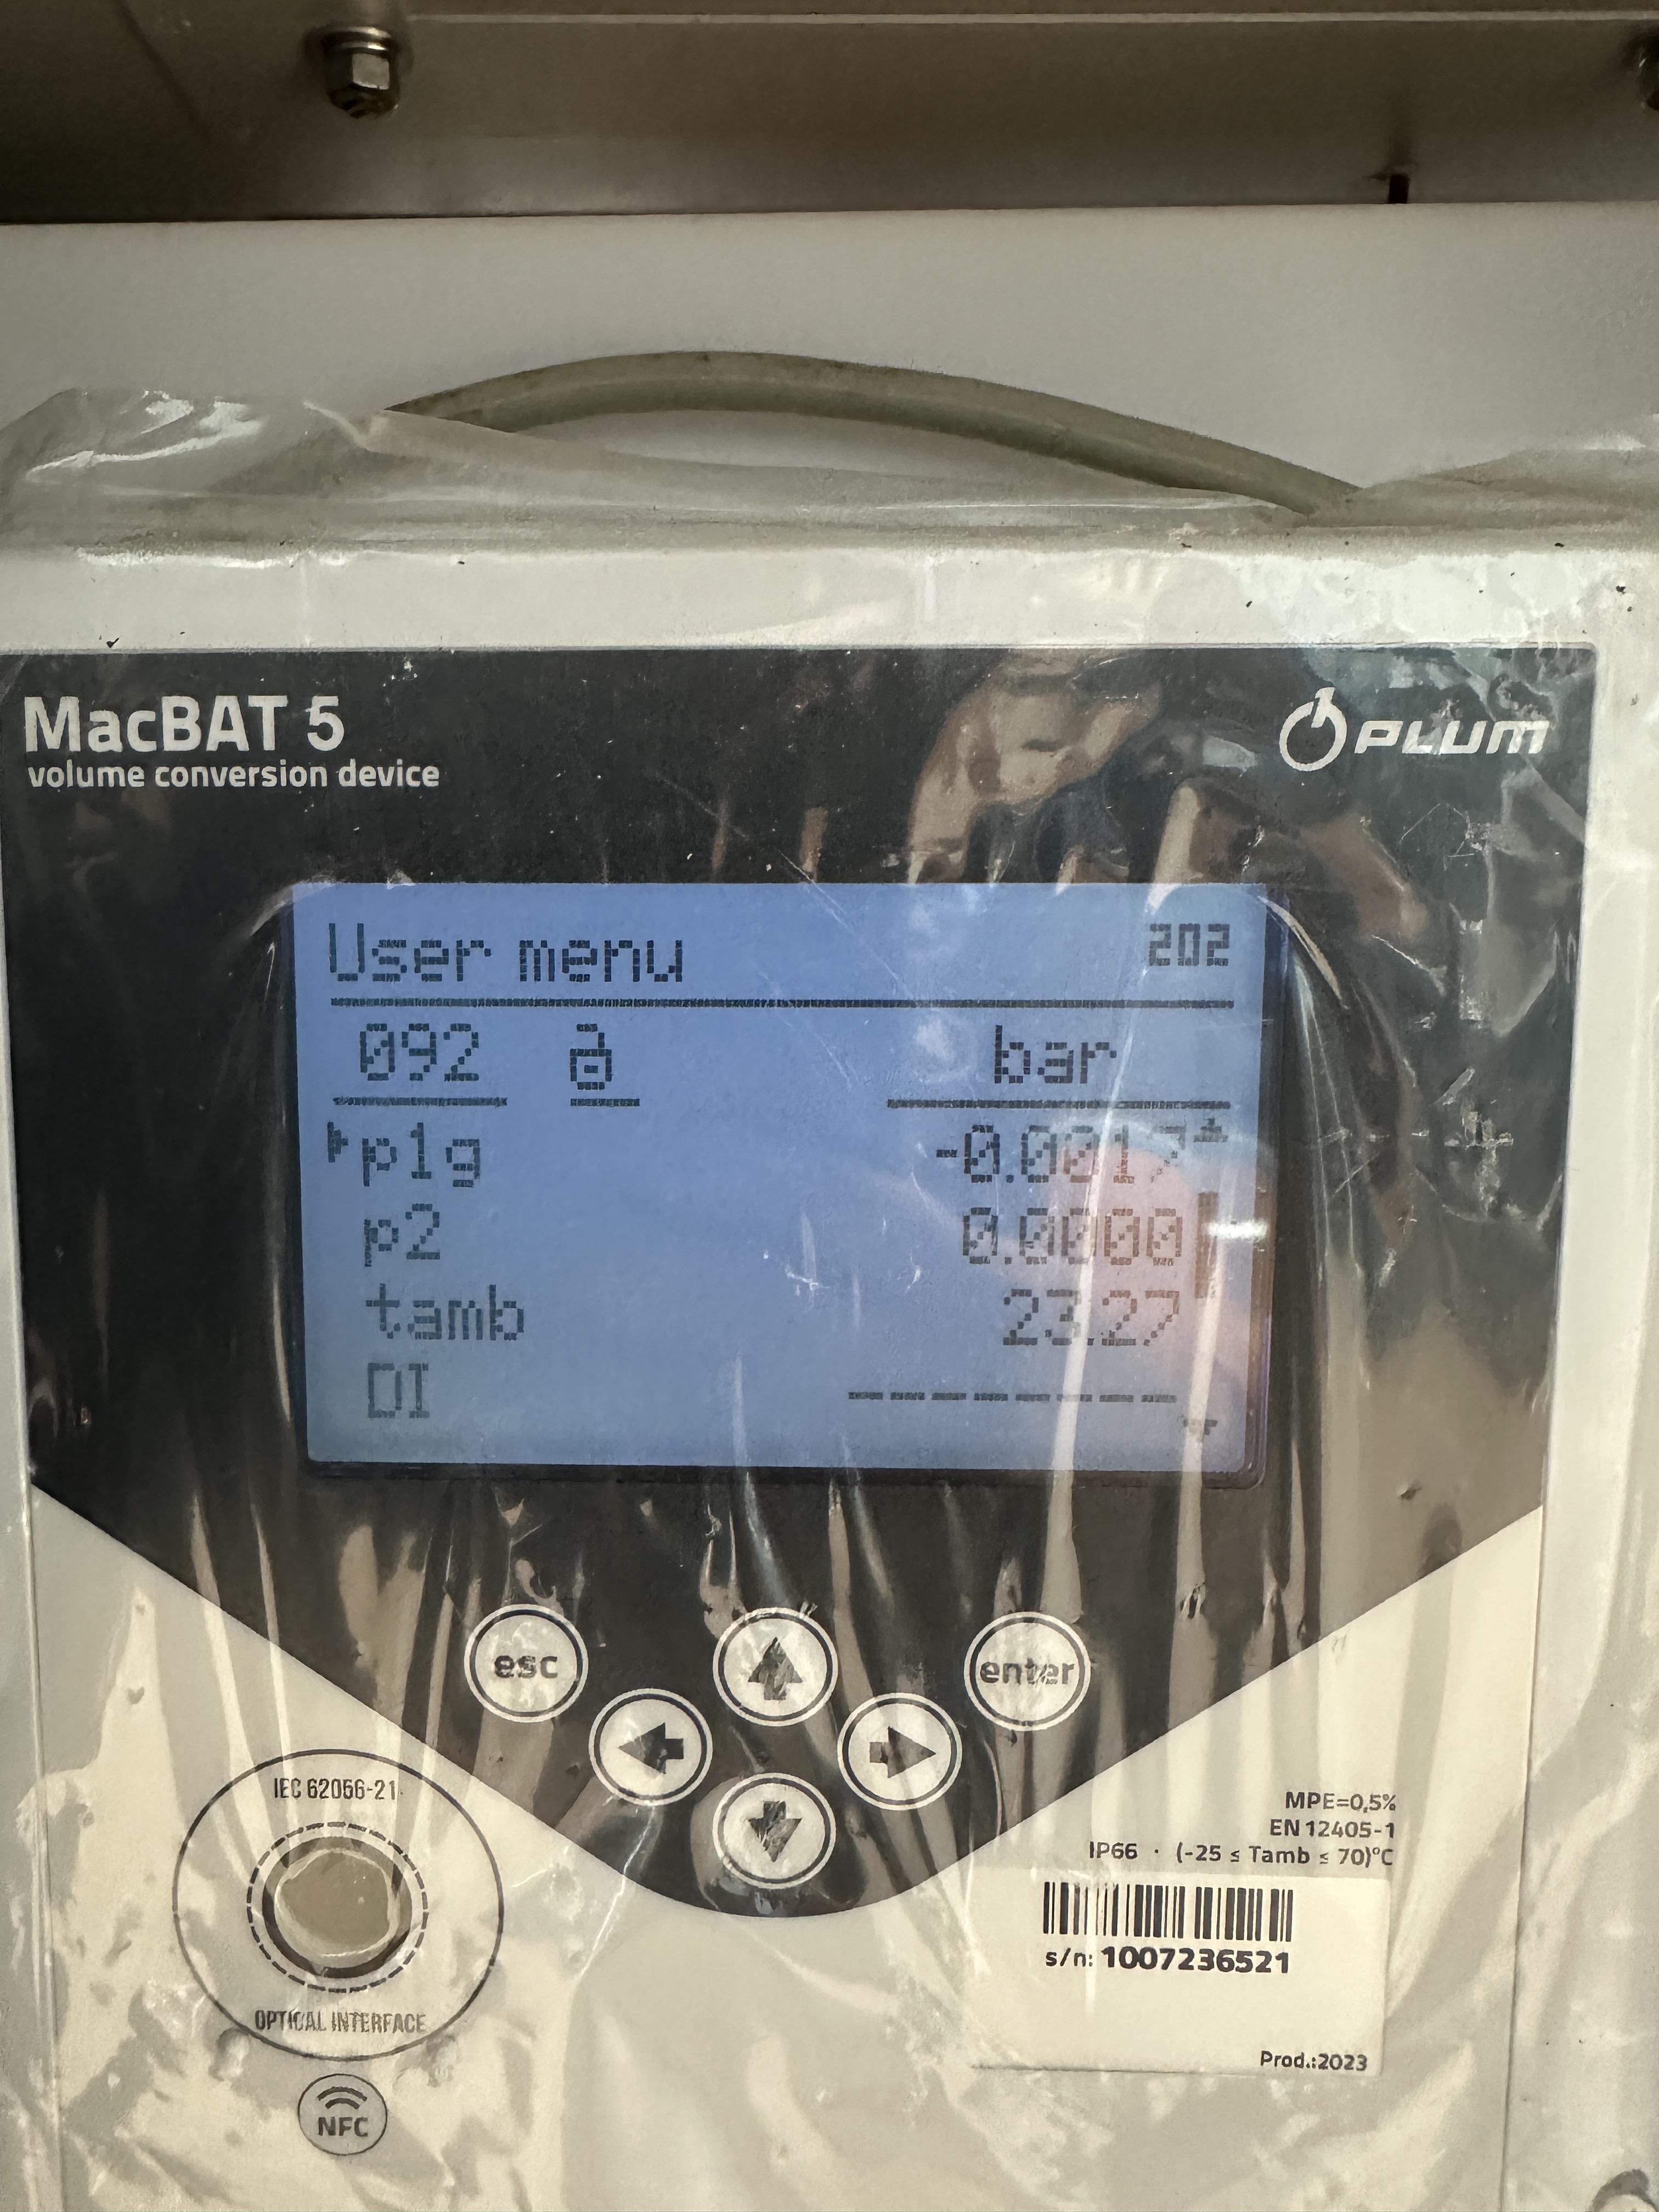 MacBAT 5
volume conversion device
PLUM
User menu 202
092 bar
p1g -0.0017
p2 0.0000
tamb 23.27
DI --------
esc
enter
IEC 62056-21
OPTICAL INTERFACE
NFC
MPE=0,5%
EN 12405-1
IP66 · (-25 ≤ Tamb ≤ 70)°C
s/n: 1007236521
Prod.:2023